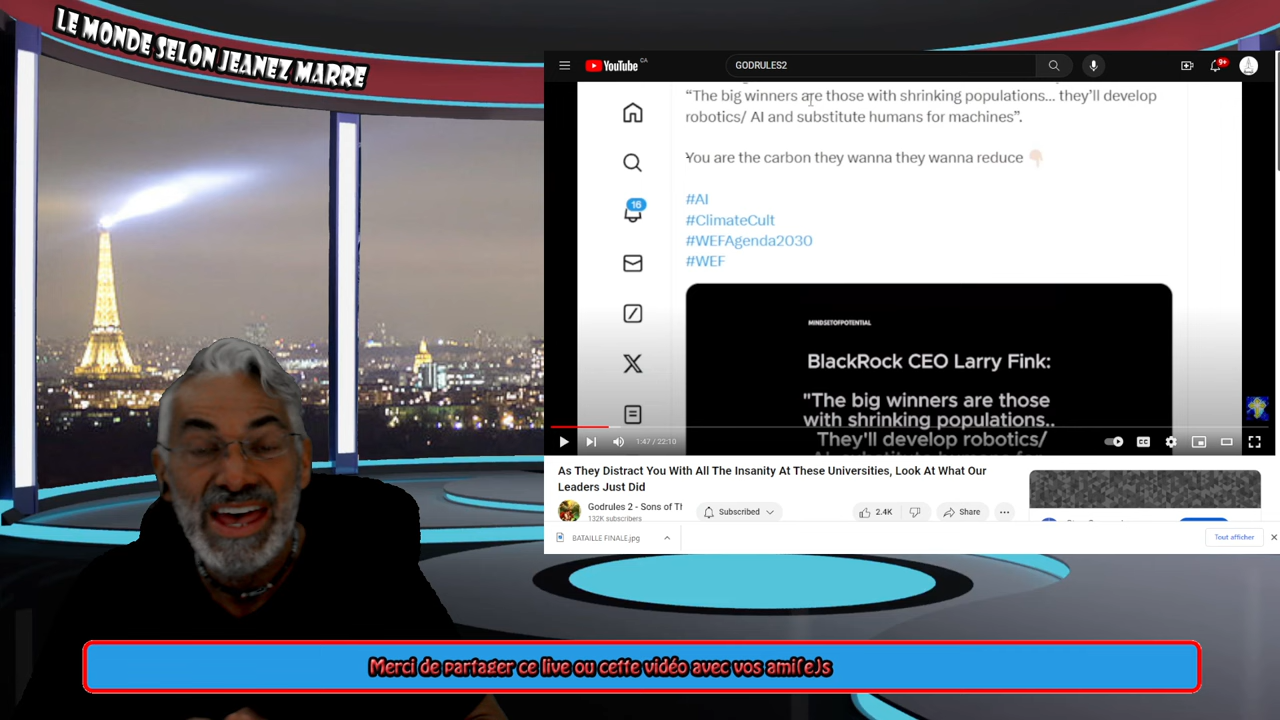 LE MONDE SELON JEANEZ MARRE
YouTube CA
GODRULES2
9+
“The big winners are those with shrinking populations... they’ll develop
robotics/ AI and substitute humans for machines”.
You are the carbon they wanna they wanna reduce
#AI
#ClimateCult
#WEFAgenda2030
#WEF
16
MINDSETOFPOTENTIAL
BlackRock CEO Larry Fink:
"The big winners are those
with shrinking populations..
They'll develop robotics/
1:47 / 22:10
CC
As They Distract You With All The Insanity At These Universities, Look At What Our
Leaders Just Did
Godrules 2 - Sons of Th
132K subscribers
Subscribed
2.4K
Share
BATAILLE FINALE.jpg
Tout afficher
Merci de partager ce live ou cette vidéo avec vos ami(e)s